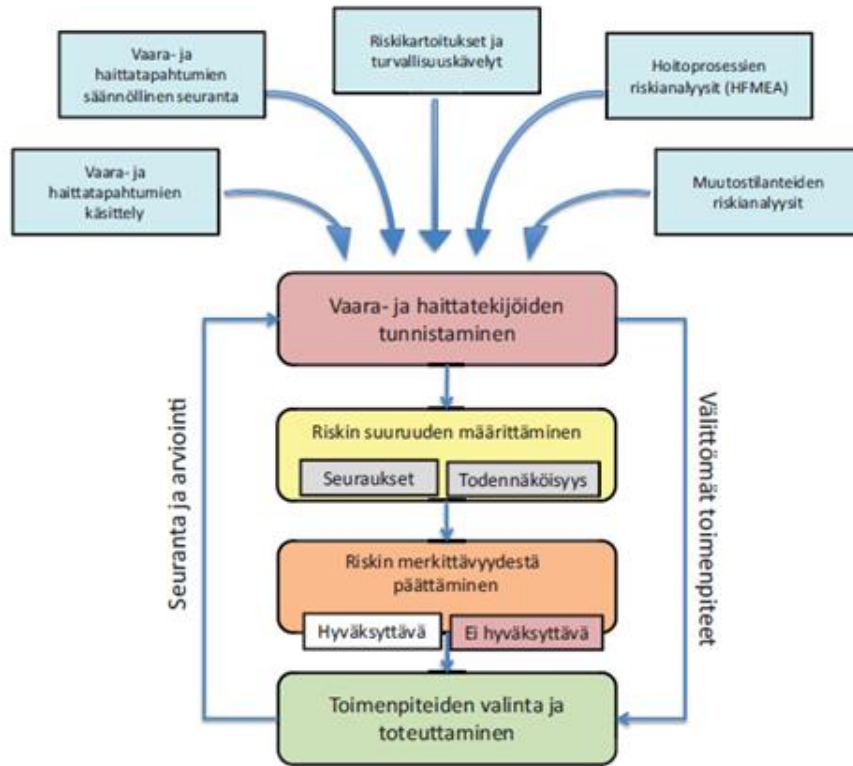 Vaara- ja
haittatapahtumien
säännöllinen seuranta
Riskikartoitukset ja
turvallisuuskävelyt
Hoitoprosessien
riskianalyysit (HFMEA)
Vaara- ja
haittatapahtumien
käsittely
Muutostilanteiden
riskianalyysit
Vaara- ja haittatekijöiden
tunnistaminen
Riskin suuruuden määrittäminen
Seuraukset
Todennäköisyys
Riskin merkittävyydestä
päättäminen
Hyväksyttävä
Ei hyväksyttävä
Toimenpiteiden valinta ja
toteuttaminen
Seuranta ja arviointi
Välittömät toimenpiteet